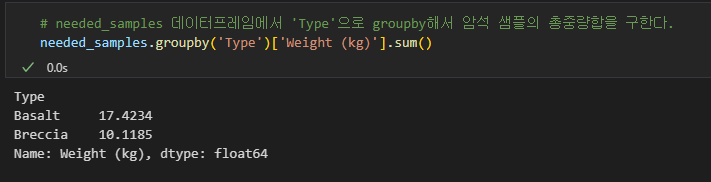 # needed_samples 데이터프레임에서 'Type'으로 groupby해서 암석 샘플의 총중량합을 구한다.
needed_samples.groupby('Type')['Weight (kg)'].sum()
0.0s
Type
Basalt 17.4234
Breccia 10.1185
Name: Weight (kg), dtype: float64